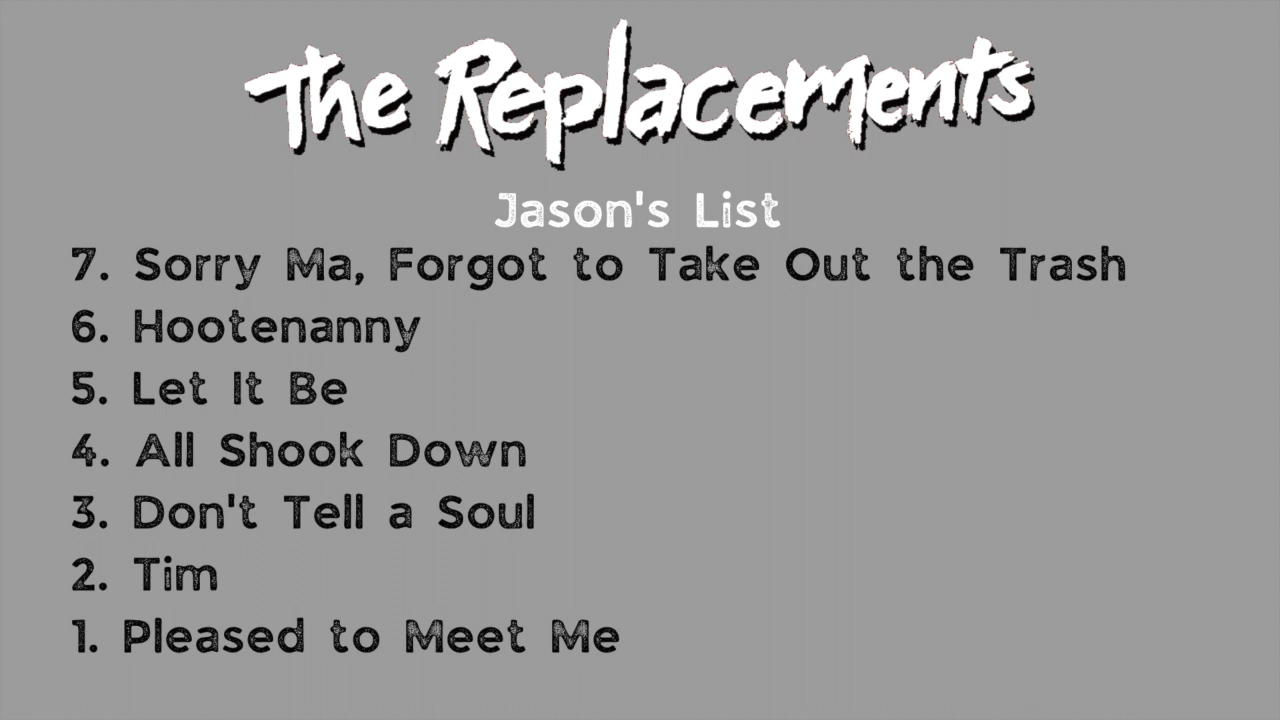 The Replacements
Jason's List
7. Sorry Ma, Forgot to Take Out the Trash
6. Hootenanny
5. Let It Be
4. All Shook Down
3. Don't Tell a Soul
2. Tim
1. Pleased to Meet Me